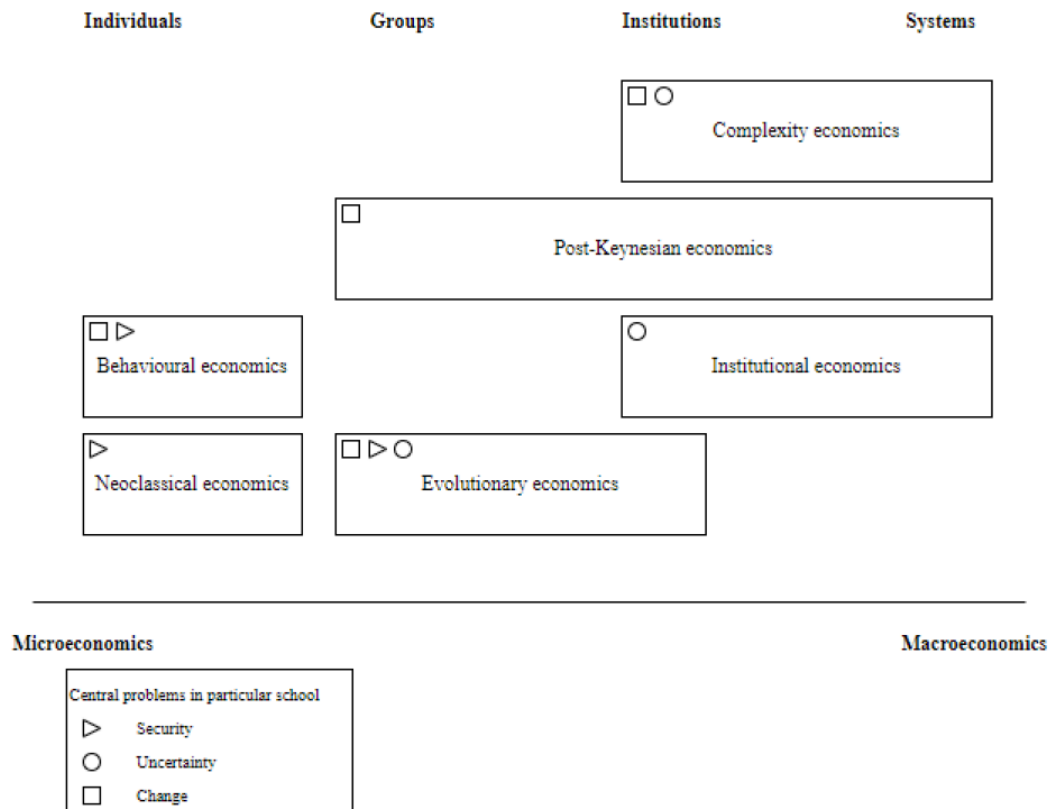 Individuals Groups Institutions Systems
Complexity economics
Post-Keynesian economics
Behavioural economics Institutional economics
Neoclassical economics Evolutionary economics
Microeconomics Macroeconomics
Central problems in particular school
Security
Uncertainty
Change